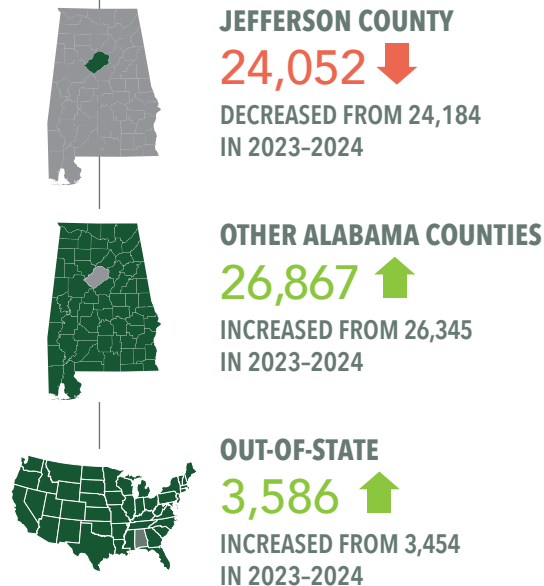 JEFFERSON COUNTY
24,052
DECREASED FROM 24,184
IN 2023–2024
OTHER ALABAMA COUNTIES
26,867
INCREASED FROM 26,345
IN 2023–2024
OUT-OF-STATE
3,586
INCREASED FROM 3,454
IN 2023–2024